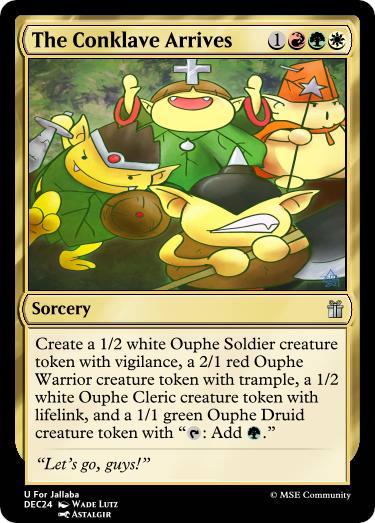 The Conklave Arrives 1
Sorcery
Create a 1/2 white Ouphe Soldier creature
token with vigilance, a 2/1 red Ouphe
Warrior creature token with trample, a 1/2
white Ouphe Cleric creature token with
lifelink, and a 1/1 green Ouphe Druid
creature token with “: Add .”
“Let’s go, guys!”
U For Jallaba
DEC24 Wade Lutz © MSE Community
Astalgir